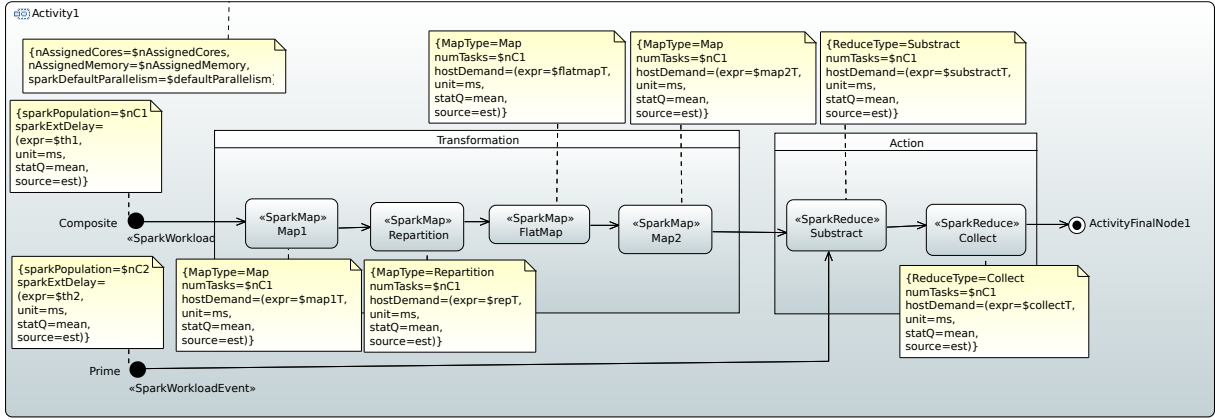 Activity1
{nAssignedCores=$nAssignedCores,
nAssignedMemory=$nAssignedMemory,
sparkDefaultParallelism=$defaultParallelism}
{MapType=Map
numTasks=$nC1
hostDemand=(expr=$flatmapT,
unit=ms,
statQ=mean,
source=est)}
{MapType=Map
numTasks=$nC1
hostDemand=(expr=$map2T,
unit=ms,
statQ=mean,
source=est)}
{ReduceType=Substract
numTasks=$nC1
hostDemand=(expr=$substractT,
unit=ms,
statQ=mean,
source=est)}
{sparkPopulation=$nC1
sparkExtDelay=
(expr=$th1,
unit=ms,
statQ=mean,
source=est)}
Transformation
Action
Composite
«SparkWorkload
«SparkMap»
Map1
«SparkMap»
Repartition
«SparkMap»
FlatMap
«SparkMap»
Map2
«SparkReduce»
Substract
«SparkReduce»
Collect
ActivityFinalNode1
{sparkPopulation=$nC2
sparkExtDelay=
(expr=$th2,
unit=ms,
statQ=mean,
source=est)}
{MapType=Map
numTasks=$nC1
hostDemand=(expr=$map1T,
unit=ms,
statQ=mean,
source=est)}
{MapType=Repartition
numTasks=$nC1
hostDemand=(expr=$repT,
unit=ms,
statQ=mean,
source=est)}
{ReduceType=Collect
numTasks=$nC1
hostDemand=(expr=$collectT,
unit=ms,
statQ=mean,
source=est)}
Prime
«SparkWorkloadEvent»